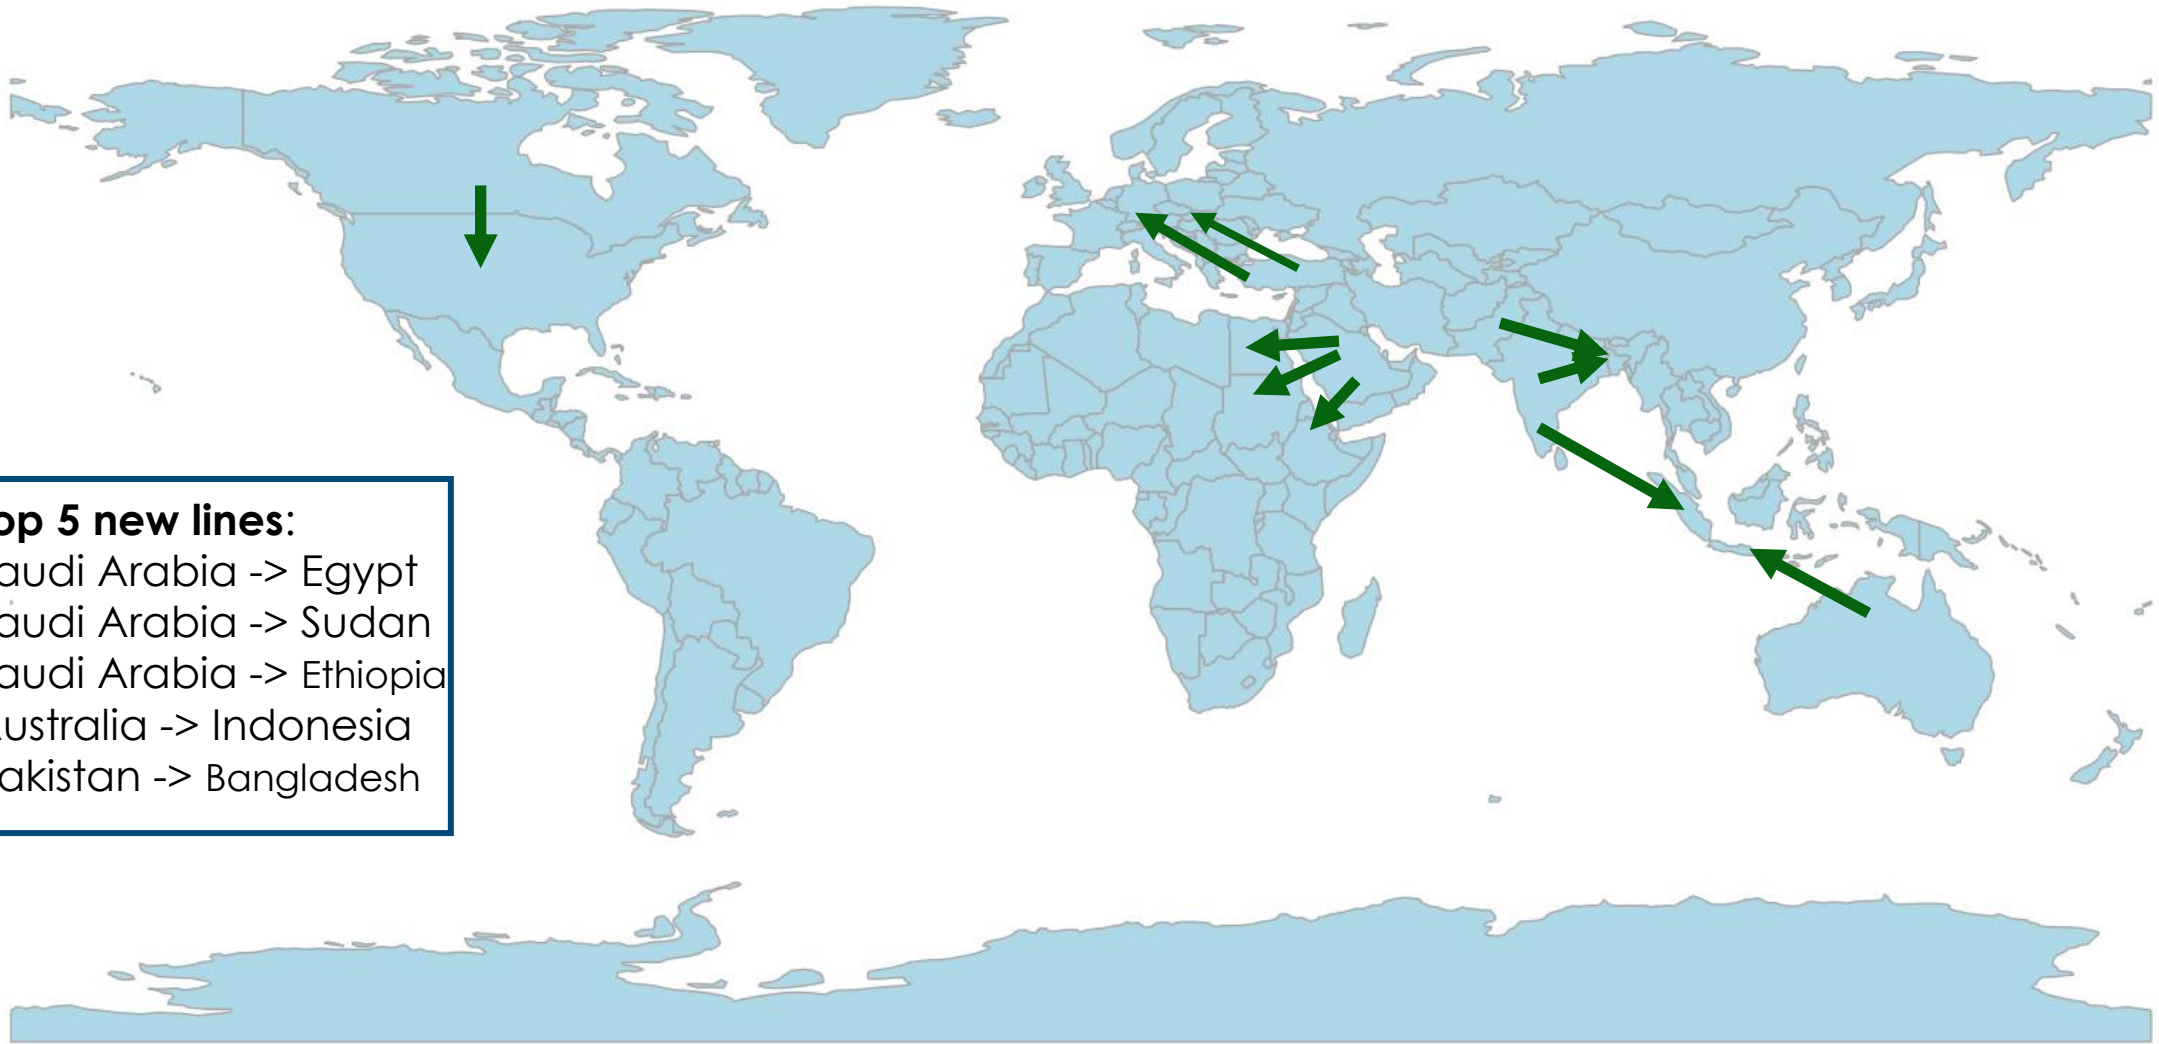 op 5 new lines:
audi Arabia -> Egypt
audi Arabia -> Sudan
audi Arabia -> Ethiopia
ustralia -> Indonesia
akistan -> Bangladesh